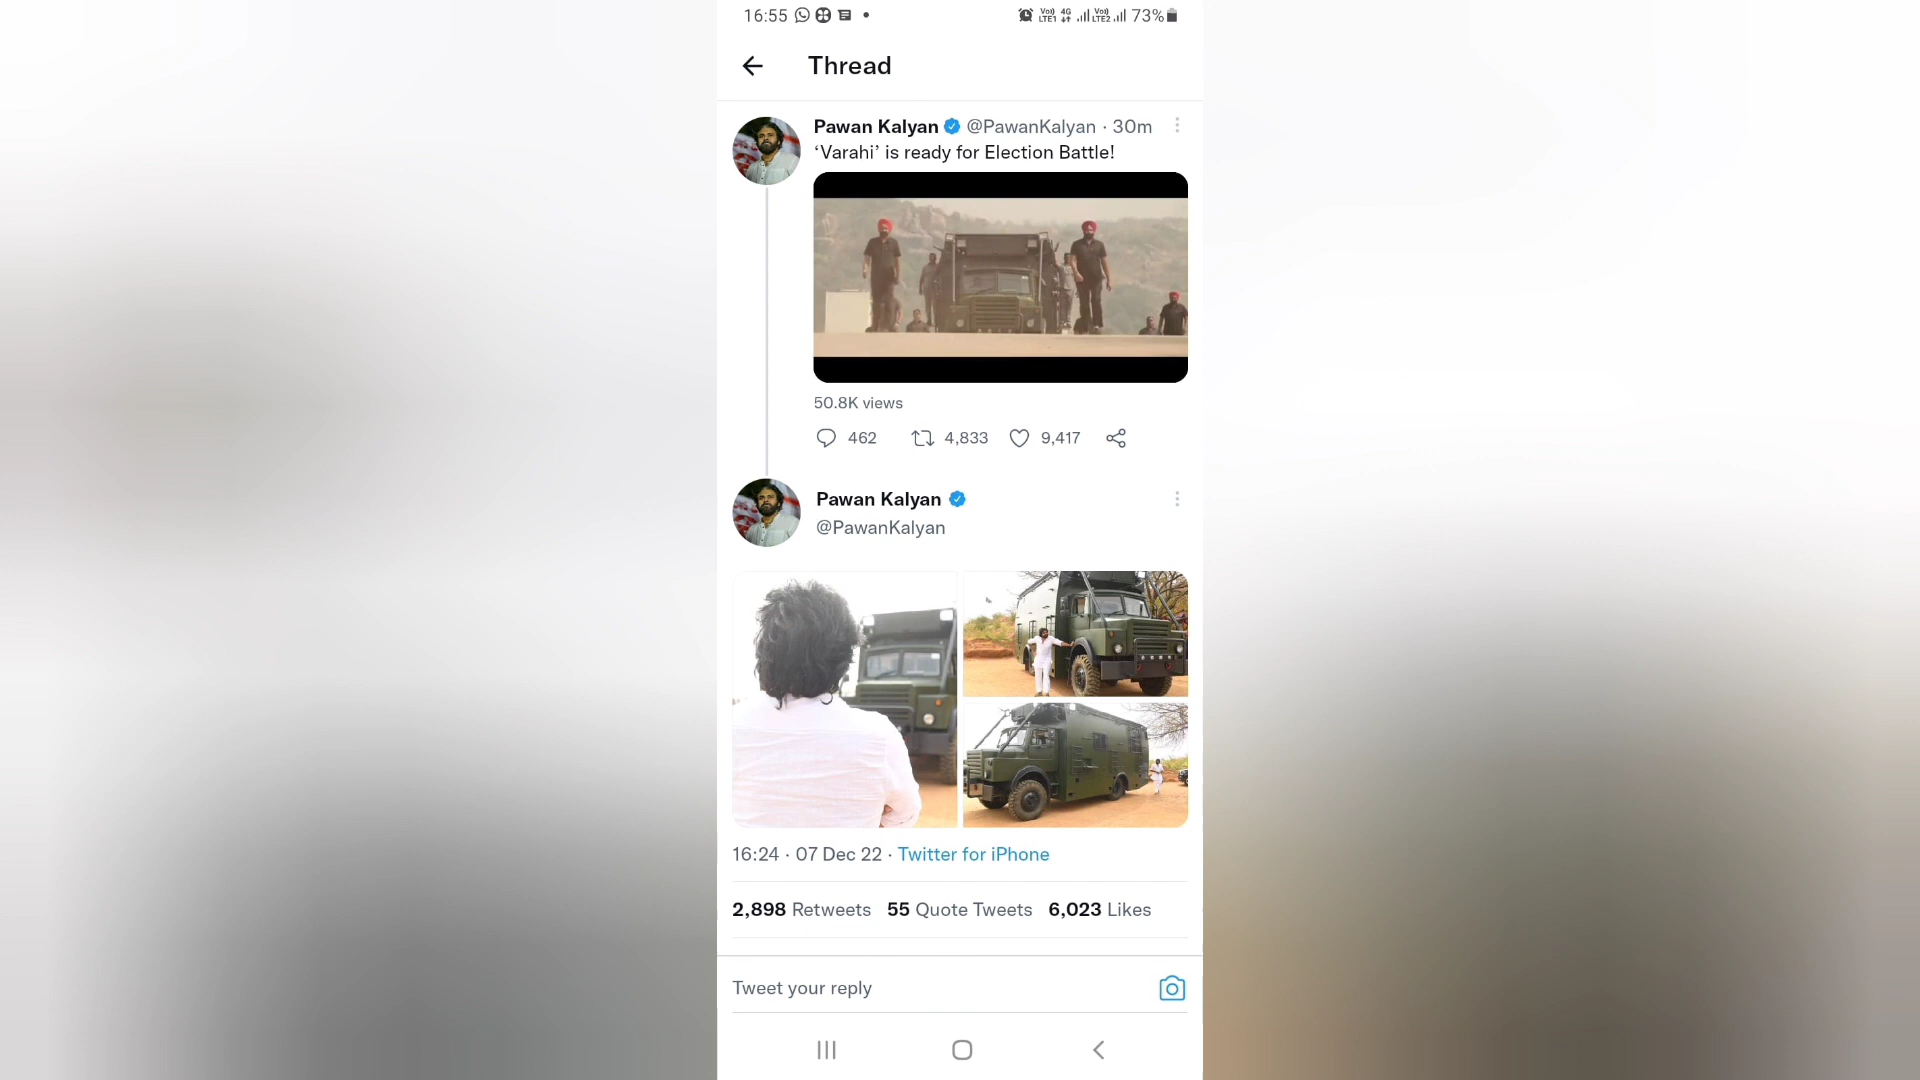 16:55 73%
Thread
Pawan Kalyan @PawanKalyan · 30m
‘Varahi’ is ready for Election Battle!
50.8K views
462 4,833 9,417
Pawan Kalyan
@PawanKalyan
16:24 · 07 Dec 22 · Twitter for iPhone
2,898 Retweets 55 Quote Tweets 6,023 Likes
Tweet your reply